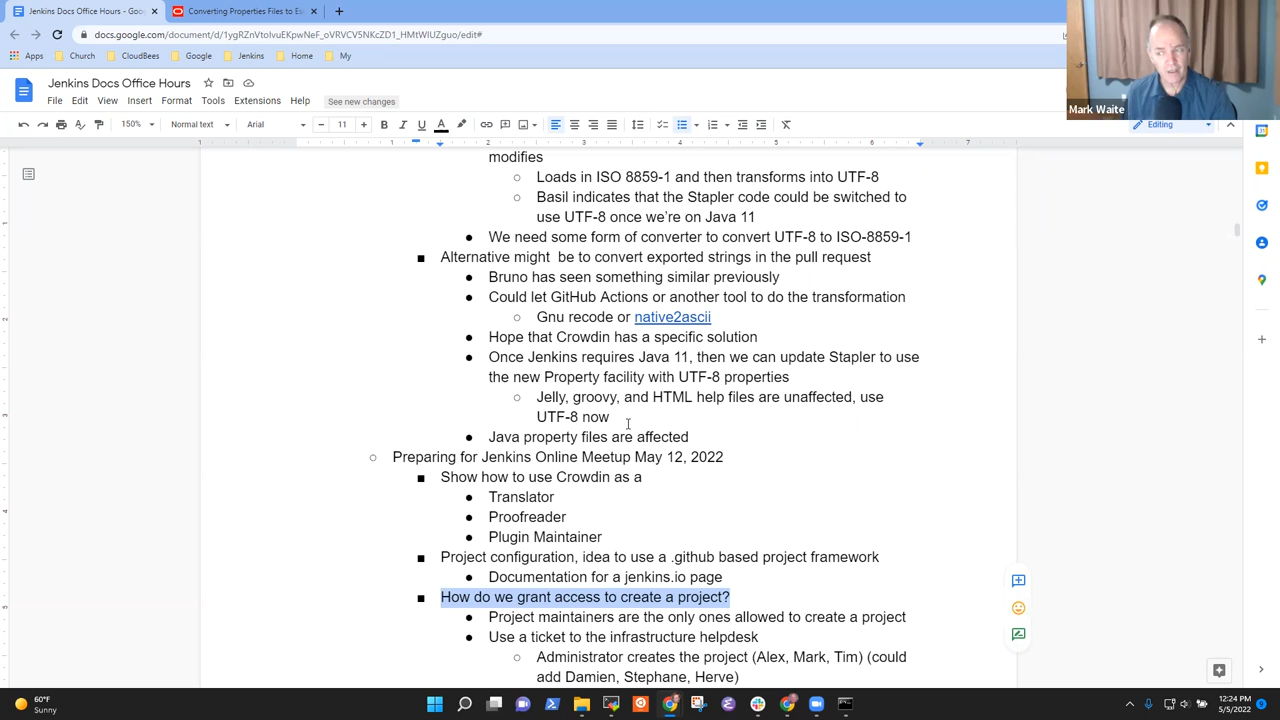 Jenkins Docs Office Hours - Goo
Converting Properties Files to Es
docs.google.com/document/d/1ygRZnVtoIvuEKpwNeF_oVRVCV5NKcZD1_HMtWlUZguo/edit#
Apps
Church
CloudBees
Google
Jenkins
Home
My
Jenkins Docs Office Hours
File Edit View Insert Format Tools Extensions Help
See new changes
Mark Waite
150%
Normal text
Arial
11
Editing
modifies
Loads in ISO 8859-1 and then transforms into UTF-8
Basil indicates that the Stapler code could be switched to
use UTF-8 once we're on Java 11
We need some form of converter to convert UTF-8 to ISO-8859-1
Alternative might be to convert exported strings in the pull request
Bruno has seen something similar previously
Could let GitHub Actions or another tool to do the transformation
Gnu recode or native2ascii
Hope that Crowdin has a specific solution
Once Jenkins requires Java 11, then we can update Stapler to use
the new Property facility with UTF-8 properties
Jelly, groovy, and HTML help files are unaffected, use
UTF-8 now
Java property files are affected
Preparing for Jenkins Online Meetup May 12, 2022
Show how to use Crowdin as a
Translator
Proofreader
Plugin Maintainer
Project configuration, idea to use a .github based project framework
Documentation for a jenkins.io page
How do we grant access to create a project?
Project maintainers are the only ones allowed to create a project
Use a ticket to the infrastructure helpdesk
Administrator creates the project (Alex, Mark, Tim) (could
add Damien, Stephane, Herve)
60°F
Sunny
12:24 PM
5/5/2022